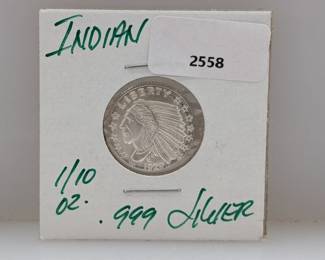 INDIAN
2558
LIBERTY
1/10
OZ.
.999 SILVER